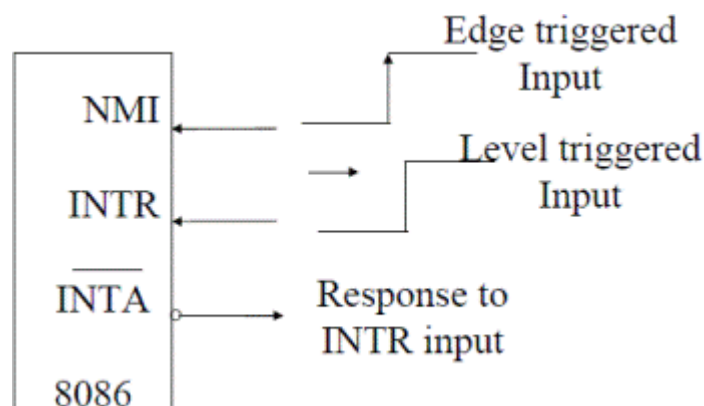 Edge triggered
Input
NMI
Level triggered
Input
INTR
INTA
Response to
INTR input
8086